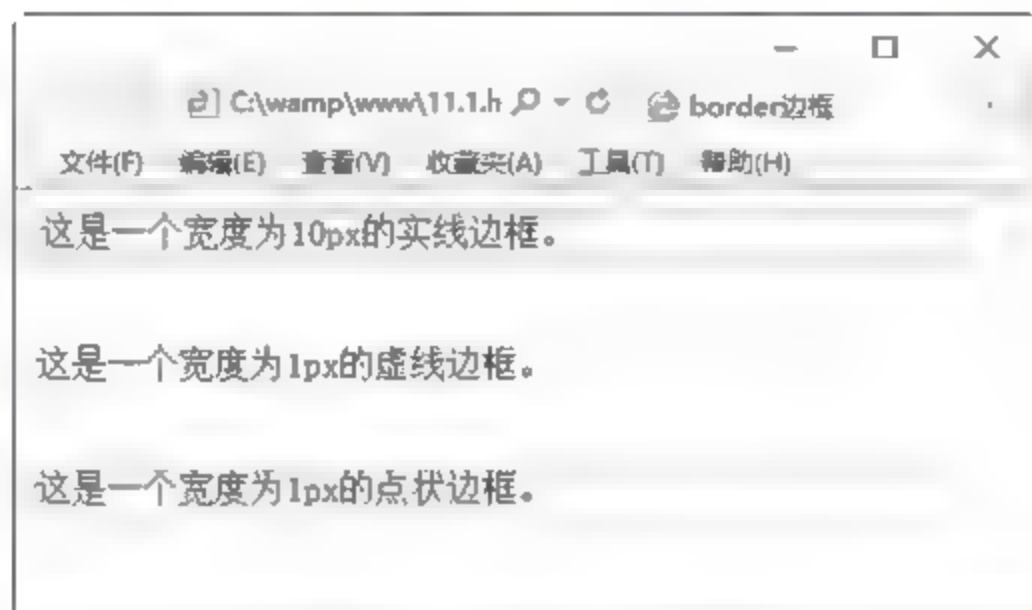 C:\wamp\www\11.1.h border边框
文件(F) 编辑(E) 查看(V) 收藏夹(A) 工具(T) 帮助(H)
这是一个宽度为10px的实线边框。
这是一个宽度为1px的虚线边框。
这是一个宽度为1px的点状边框。